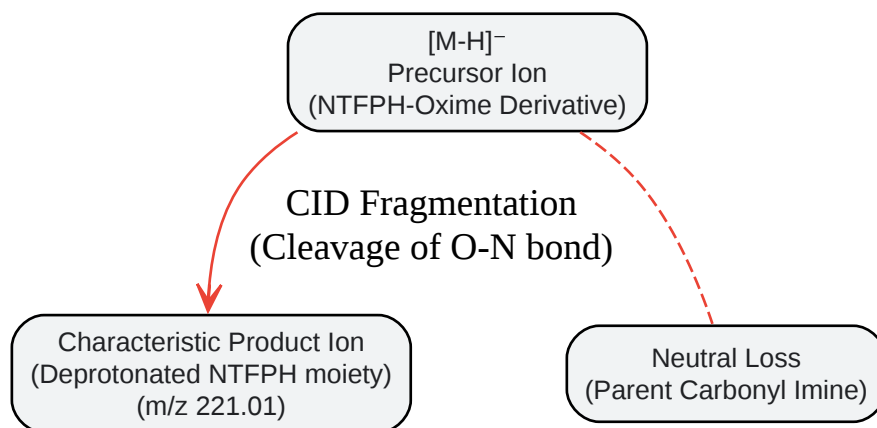 [M-H]⁻
Precursor Ion
(NTFPH-Oxime Derivative)
CID Fragmentation
(Cleavage of O-N bond)
Characteristic Product Ion
(Deprotonated NTFPH moiety)
(m/z 221.01)
Neutral Loss
(Parent Carbonyl Imine)